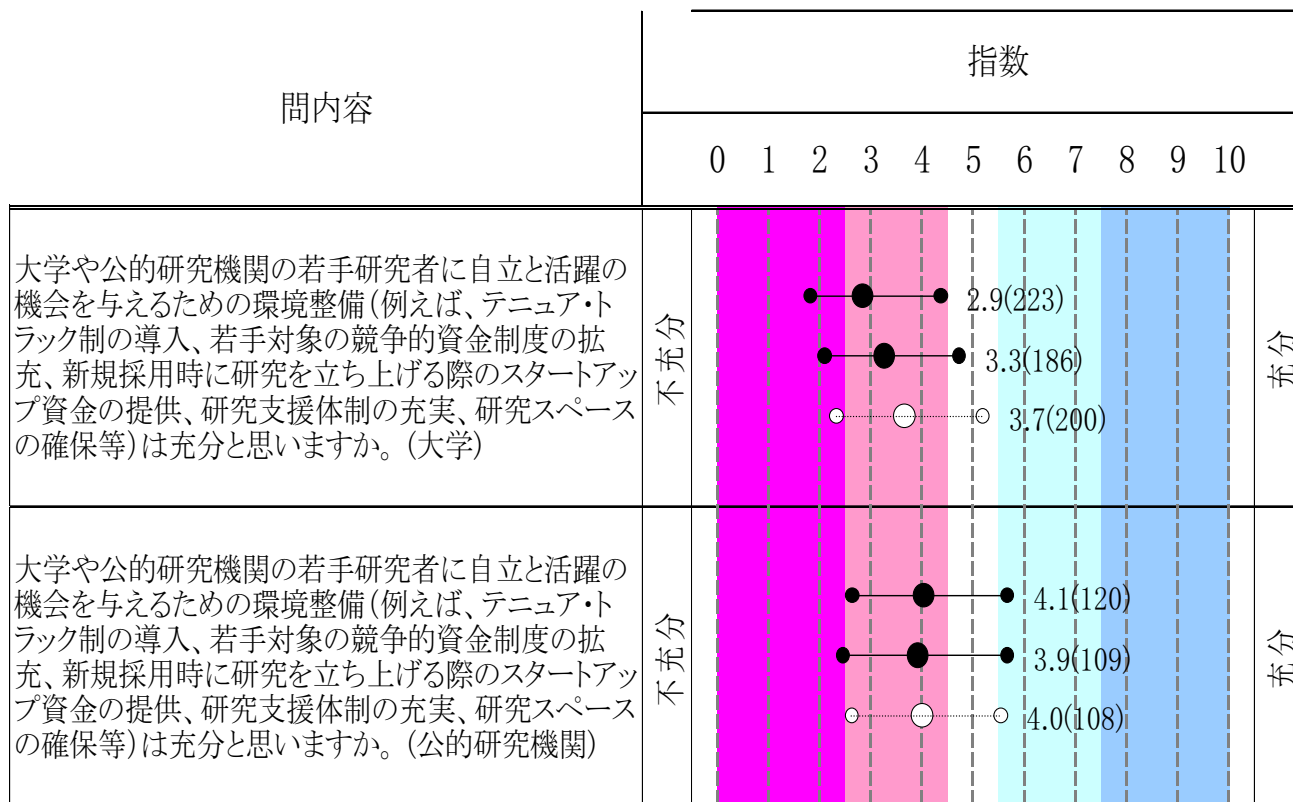 問内容
指数
0 1 2 3 4 5 6 7 8 9 10
大学や公的研究機関の若手研究者に自立と活躍の
機会を与えるための環境整備(例えば、テニュア・ト
ラック制の導入、若手対象の競争的資金制度の拡
充、新規採用時に研究を立ち上げる際のスタートアッ
プ資金の提供、研究支援体制の充実、研究スペース
の確保等)は充分と思いますか。(大学)
不充分
2.9(223)
3.3(186)
3.7(200)
充分
大学や公的研究機関の若手研究者に自立と活躍の
機会を与えるための環境整備(例えば、テニュア・ト
ラック制の導入、若手対象の競争的資金制度の拡
充、新規採用時に研究を立ち上げる際のスタートアッ
プ資金の提供、研究支援体制の充実、研究スペース
の確保等)は充分と思いますか。(公的研究機関)
不充分
4.1(120)
3.9(109)
4.0(108)
充分